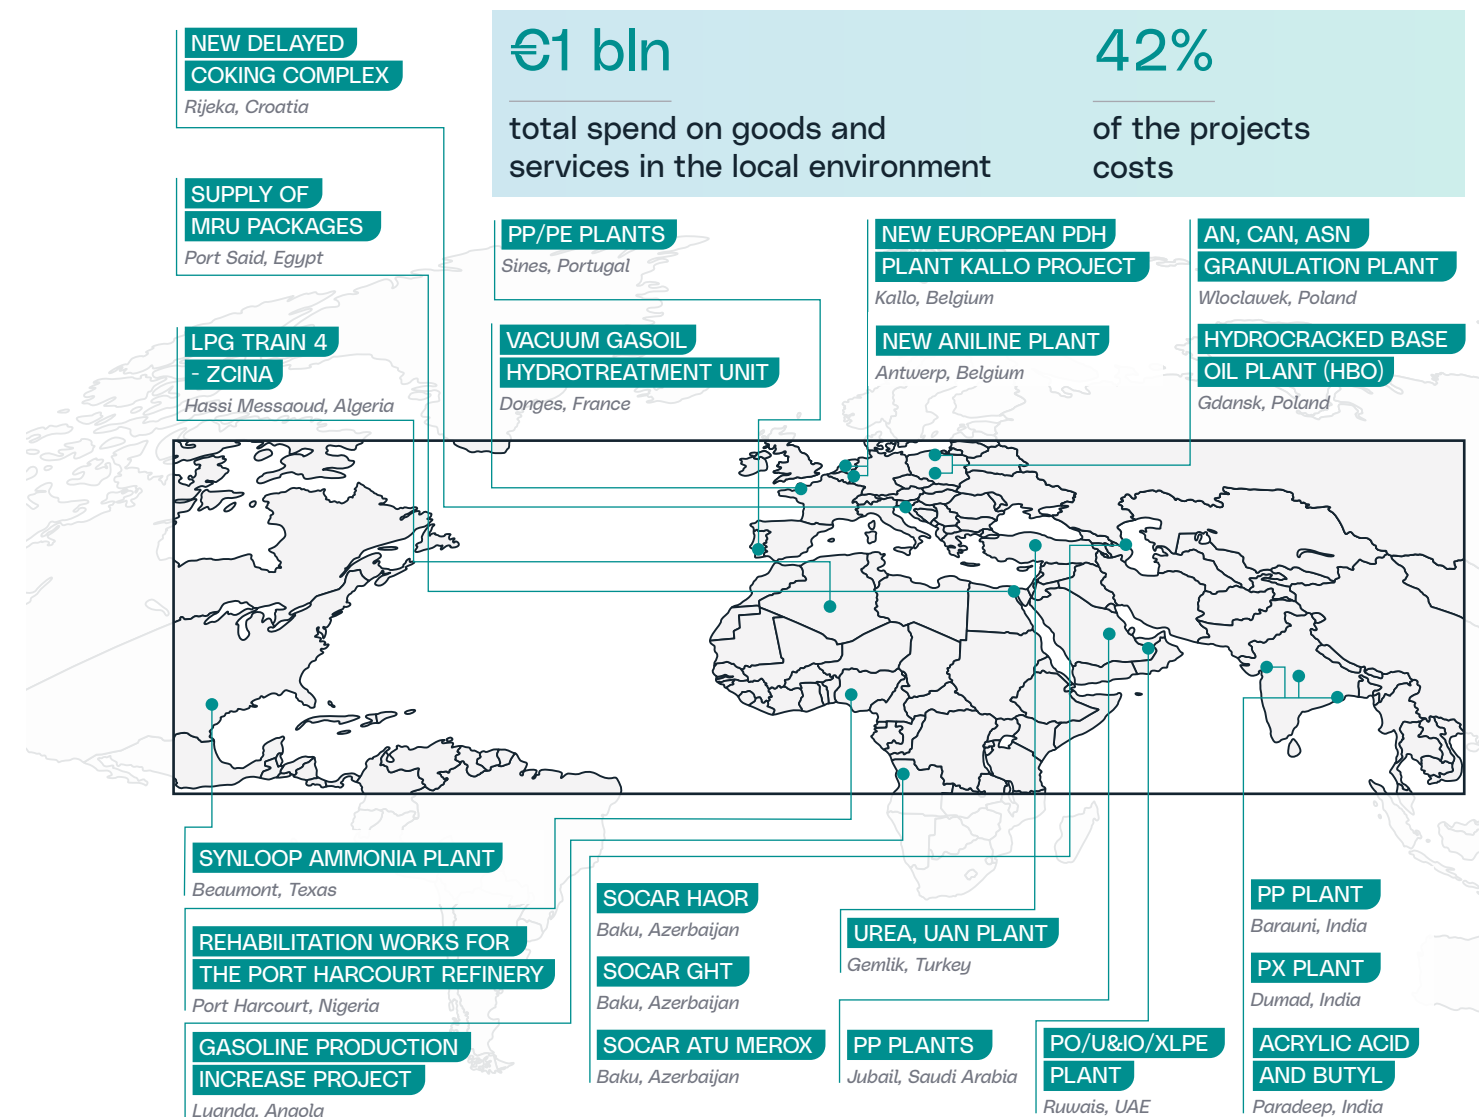 NEW DELAYED
COKING COMPLEX
Rijeka, Croatia
€1 bln
total spend on goods and
services in the local environment
42%
of the projects
costs
SUPPLY OF
MRU PACKAGES
Port Said, Egypt
PP/PE PLANTS
Sines, Portugal
NEW EUROPEAN PDH
PLANT KALLO PROJECT
Kallo, Belgium
AN, CAN, ASN
GRANULATION PLANT
Wloclawek, Poland
LPG TRAIN 4
- ZCINA
Hassi Messaoud, Algeria
VACUUM GASOIL
HYDROTREATMENT UNIT
Donges, France
NEW ANILINE PLANT
Antwerp, Belgium
HYDROCRACKED BASE
OIL PLANT (HBO)
Gdansk, Poland
SYNLOOP AMMONIA PLANT
Beaumont, Texas
REHABILITATION WORKS FOR
THE PORT HARCOURT REFINERY
Port Harcourt, Nigeria
GASOLINE PRODUCTION
INCREASE PROJECT
Luanda, Angola
SOCAR HAOR
Baku, Azerbaijan
SOCAR GHT
Baku, Azerbaijan
SOCAR ATU MEROX
Baku, Azerbaijan
UREA, UAN PLANT
Gemlik, Turkey
PP PLANTS
Jubail, Saudi Arabia
PO/U&IO/XLPE
PLANT
Ruwais, UAE
PP PLANT
Barauni, India
PX PLANT
Dumad, India
ACRYLIC ACID
AND BUTYL
Paradeep, India